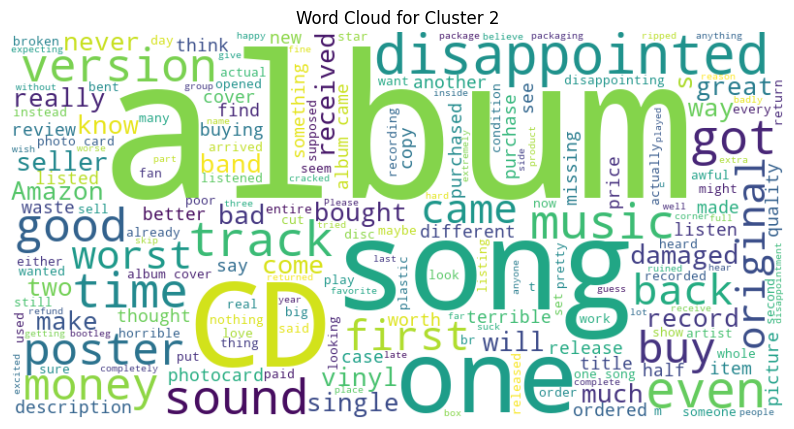 Word Cloud for Cluster 2
album
song
CD
one
disappointed
version
music
original
sound
track
got
good
worst
time
poster
money
first
even
buy
back
came
bad
bought
great
way
s
really
never
think
know
new
received
something
band
seller
Amazon
find
another
see
buying
cover
review
listed
copy
purchased
purchase
missing
price
listen
made
quality
damaged
record
will
vinyl
release
title
half
item
picture
much
single
ordered
worth
terrible
two
make
come
say
better
waste
different
description
photocard
thought
horrible
case
broken
happy
day
star
group
package
believe
packaging
ripped
anything
expecting
without
give
fine
actual
opened
bent
instead
many
photo card
name
arrived
fan
listened
supposed
seem
album came
recording
want
disappointing
inside
condition
extremely
side
product
played
actually
reason
badly
every
return
extra
wish
worse
part
cracked
poor
sell
already
either
wanted
still
skip
album cover
three
tried
entire
cut
disc
maybe
Please
hard
now
might
awful
well
corner
full
heard
recorded
ruined
hear
second
disappointment
used
refund
getting
bootleg
completely
excited
sure
put
paid
thing
nothing
real
returned
year
big
said
love
looking
place
play
favorite
last
plastic
far
suck
late
br
box
look
listing
t
anyone
set
pretty
guess
work
lot
receive
show
artist
whole
one song
complete
order
released
m
someone
people